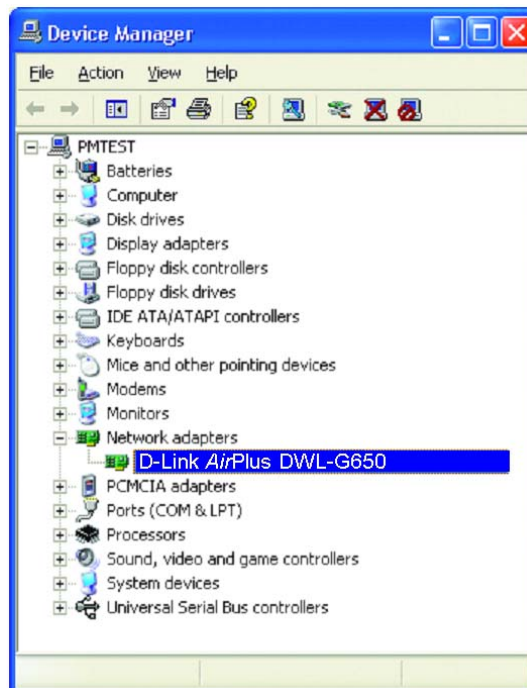 Device Manager
File Action View Help
PMTEST
Batteries
Computer
Disk drives
Display adapters
Floppy disk controllers
Floppy disk drives
IDE ATA/ATAPI controllers
Keyboards
Mice and other pointing devices
Modems
Monitors
Network adapters
D-Link AirPlus DWL-G650
PCMCIA adapters
Ports (COM & LPT)
Processors
Sound, video and game controllers
System devices
Universal Serial Bus controllers